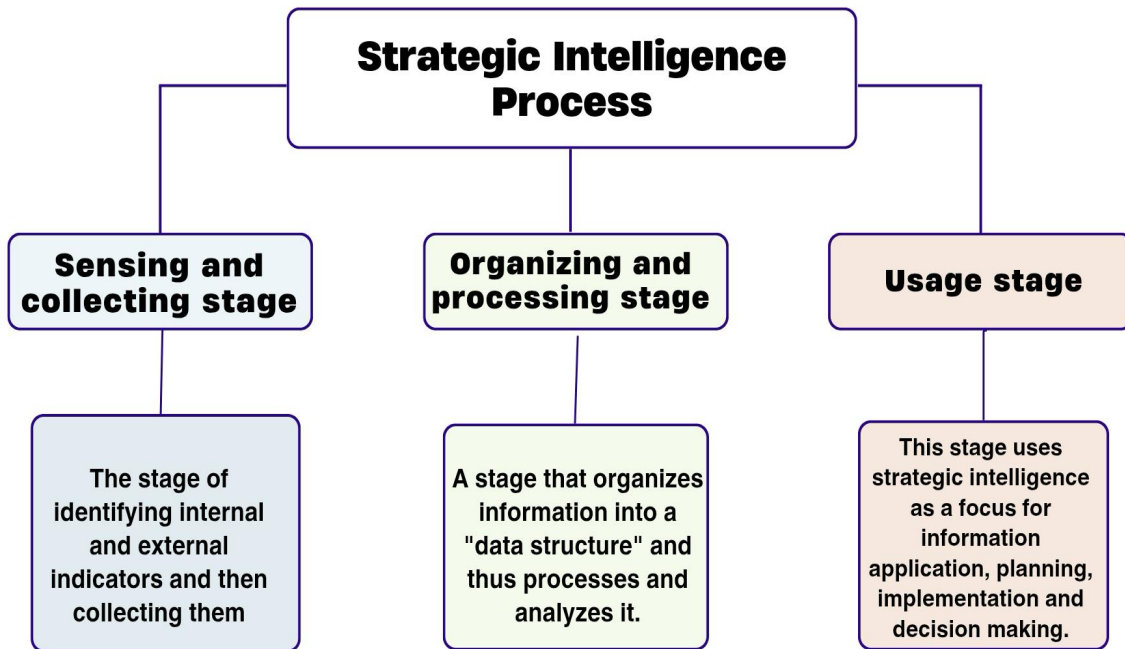 Strategic Intelligence
Process
Sensing and
collecting stage
Organizing and
processing stage
Usage stage
The stage of
identifying internal
and external
indicators and then
collecting them
A stage that organizes
information into a
"data structure" and
thus processes and
analyzes it.
This stage uses
strategic intelligence
as a focus for
information
application, planning,
implementation and
decision making.